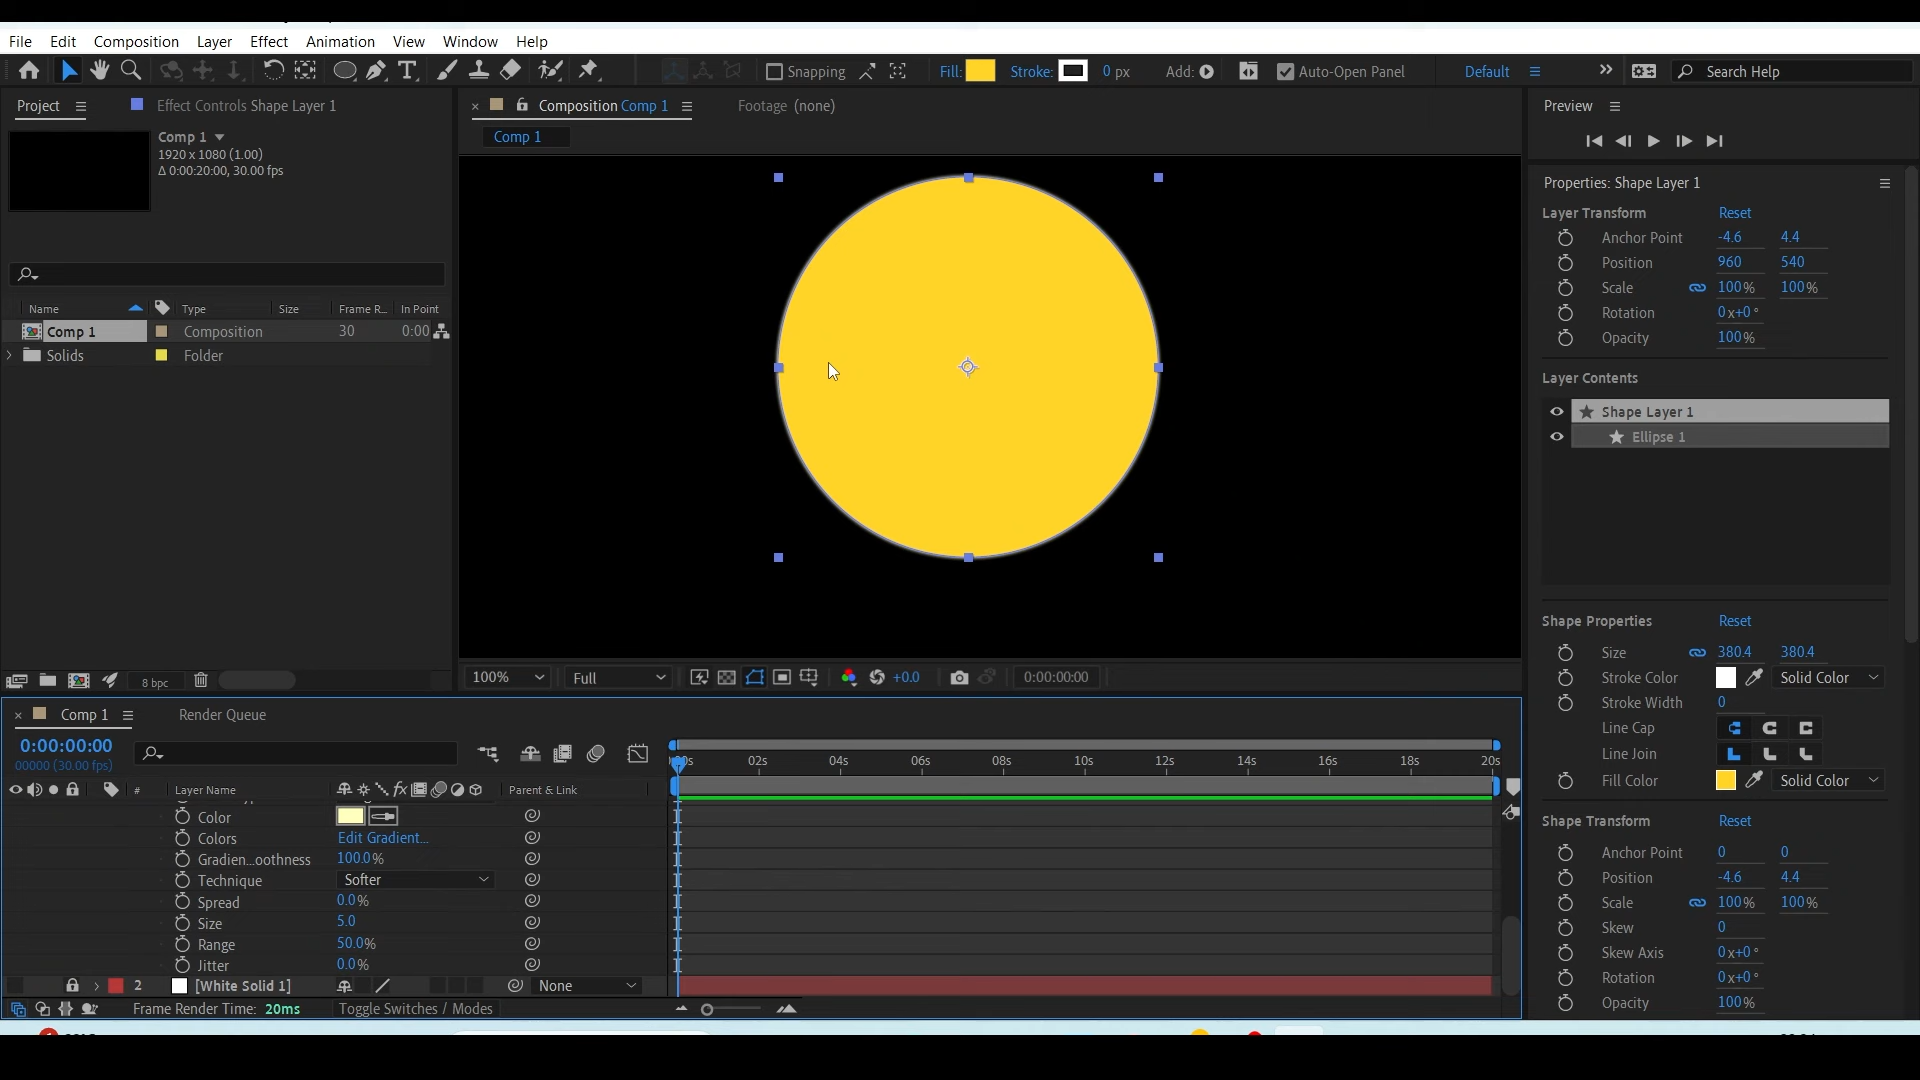 File Edit Composition Layer Effect Animation View Window Help
Snapping Fill: Stroke: 0 px Add: Auto-Open Panel Default Search Help
Project Effect Controls Shape Layer 1 Composition Comp 1 Footage (none) Preview
Comp 1
1920 x 1080 (1.00)
Δ 0:00:20:00, 30.00 fps
Comp 1
Name Type Size Frame R... In Point
Comp 1 Composition 30 0:00
Solids Folder
8 bpc
100% Full +0.0 0:00:00:00
Properties: Shape Layer 1
Layer Transform Reset
Anchor Point -4.6 4.4
Position 960 540
Scale 100% 100%
Rotation 0x+0°
Opacity 100%
Layer Contents
Shape Layer 1
Ellipse 1
Shape Properties Reset
Size 380.4 380.4
Stroke Color Solid Color
Stroke Width 0
Line Cap
Line Join
Fill Color Solid Color
Shape Transform Reset
Anchor Point 0 0
Position -4.6 4.4
Scale 100% 100%
Skew 0
Skew Axis 0x+0°
Rotation 0x+0°
Opacity 100%
Comp 1 Render Queue
0:00:00:00
00000 (30.00 fps)
02s 04s 06s 08s 10s 12s 14s 16s 18s 20s
# Layer Name Parent & Link
Color
Colors Edit Gradient...
Gradien...oothness 100.0%
Technique Softer
Spread 0.0%
Size 5.0
Range 50.0%
Jitter 0.0%
2 [White Solid 1] None
Frame Render Time: 20ms Toggle Switches / Modes